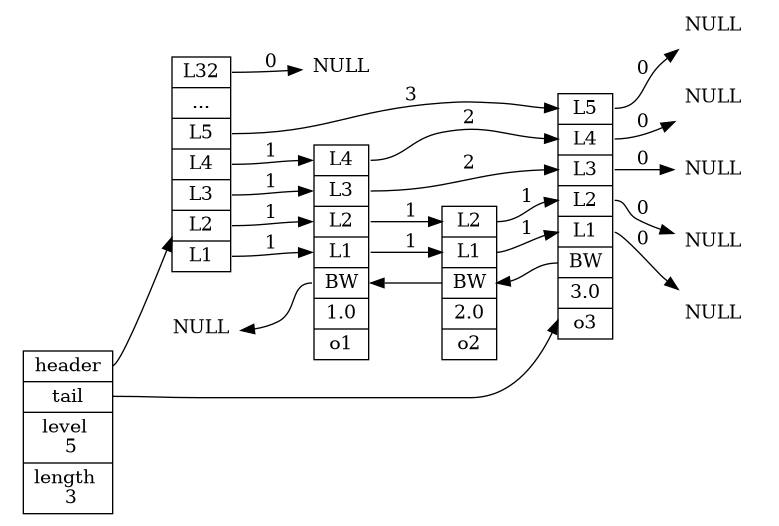 NULL
L32
0
NULL
...
L5
3
L4
1
L3
1
L2
1
L1
1
L4
2
L3
2
L2
1
L1
1
BW
1.0
o1
NULL
L2
1
L1
1
BW
2.0
o2
L5
0
L4
0
NULL
L3
0
NULL
L2
0
NULL
L1
0
NULL
BW
3.0
o3
header
tail
level
5
length
3